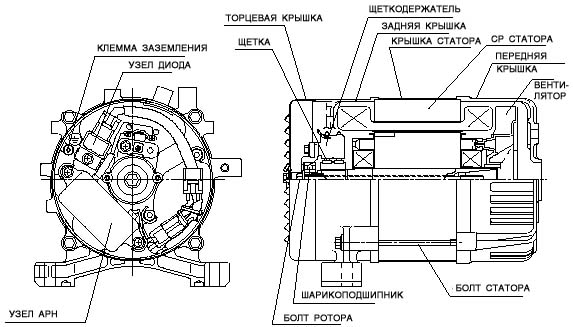 ЩЕТКОДЕРЖАТЕЛЬ
ТОРЦЕВАЯ КРЫШКА
ЗАДНЯЯ КРЫШКА
ЩЕТКА
КРЫШКА СТАТОРА
СР СТАТОРА
КЛЕММА ЗАЗЕМЛЕНИЯ
УЗЕЛ ДИОДА
ПЕРЕДНЯЯ
КРЫШКА
ВЕНТИ-
ЛЯТОР
УЗЕЛ АРН
ШАРИКОПОДШИПНИК
БОЛТ СТАТОРА
БОЛТ РОТОРА